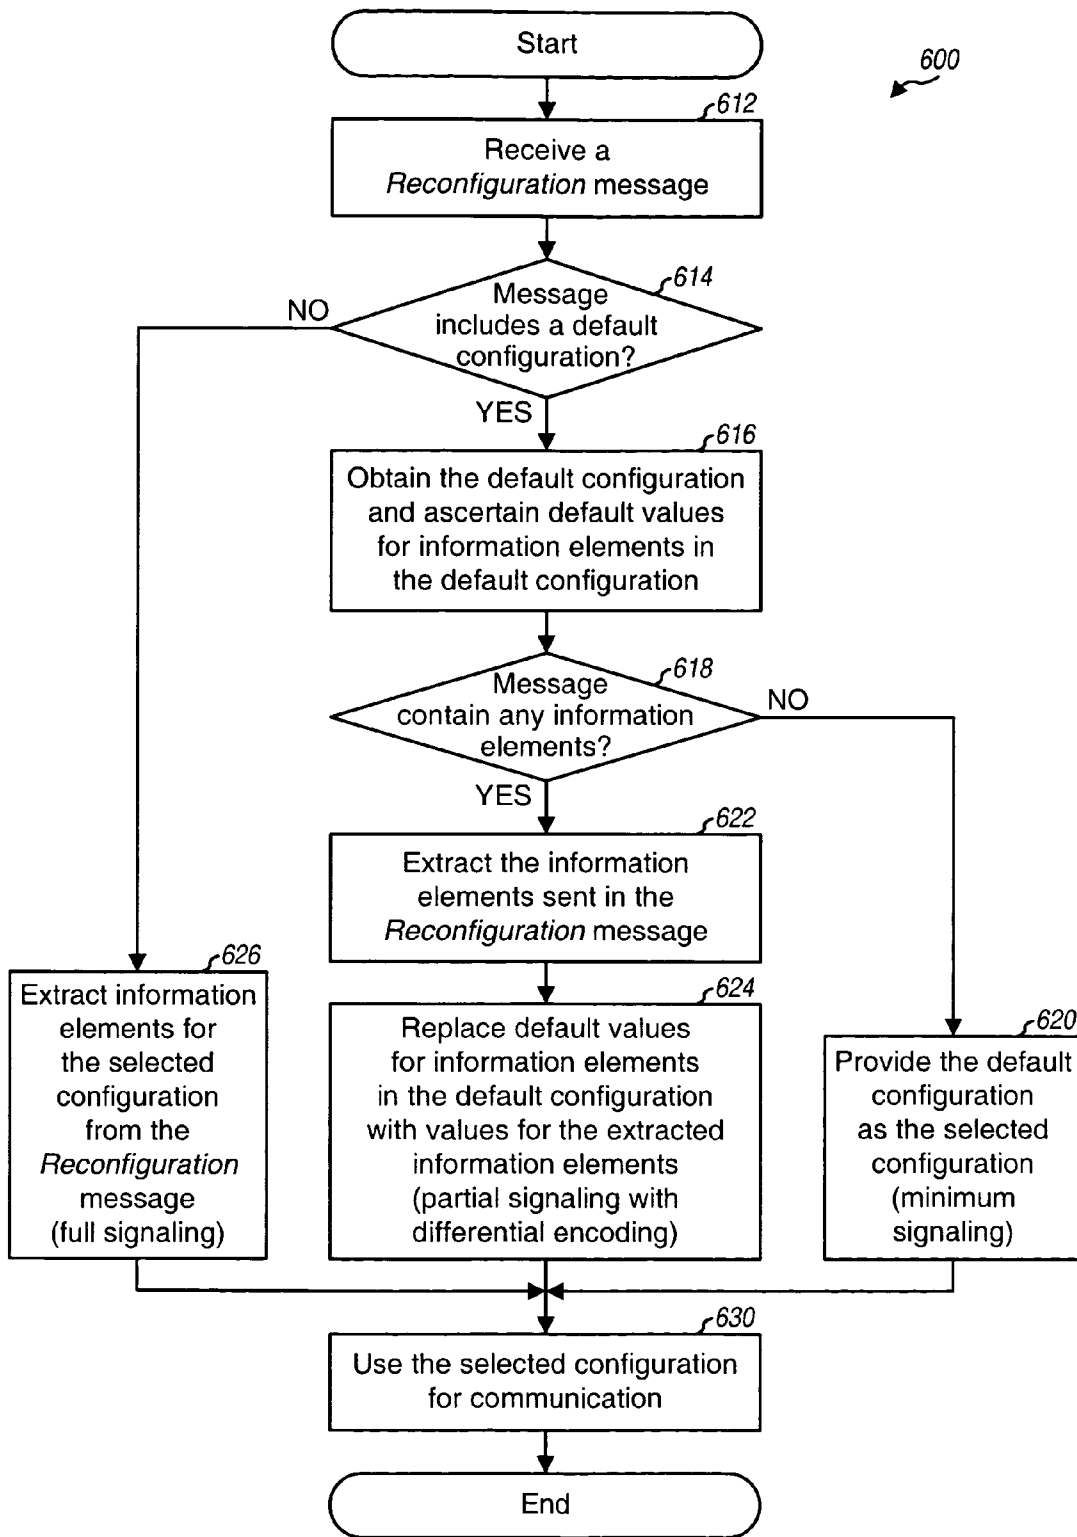 Start
600
612
Receive a
Reconfiguration message
614
Message
includes a default
configuration?
NO
YES
616
Obtain the default configuration
and ascertain default values
for information elements in
the default configuration
618
Message
contain any information
elements?
NO
YES
622
Extract the information
elements sent in the
Reconfiguration message
626
Extract information
elements for
the selected
configuration
from the
Reconfiguration
message
(full signaling)
624
Replace default values
for information elements
in the default configuration
with values for the extracted
information elements
(partial signaling with
differential encoding)
620
Provide the default
configuration
as the selected
configuration
(minimum
signaling)
630
Use the selected configuration
for communication
End